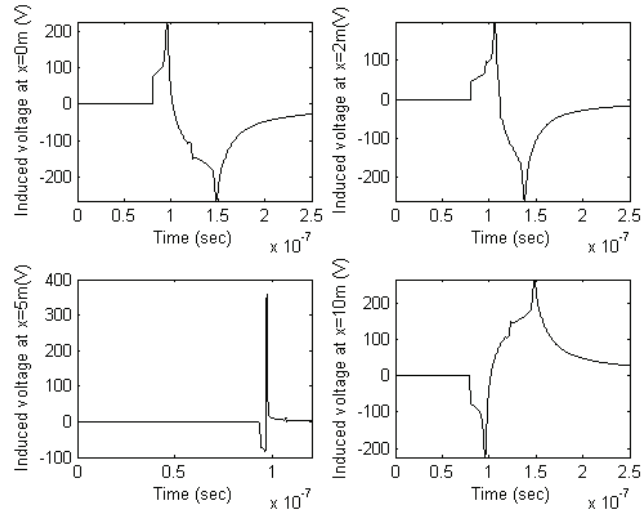 Induced voltage at x=0m (V)
200
100
0
-100
-200
0 0.5 1 1.5 2 2.5
Time (sec)
x 10^-7
Induced voltage at x=2m(V)
100
0
-100
-200
0 0.5 1 1.5 2 2.5
Time (sec)
x 10^-7
Induced voltage at x=5m(V)
400
300
200
100
0
-100
0 0.5 1
Time (sec)
x 10^-7
Induced voltage at x=10m (V)
200
100
0
-100
-200
0 0.5 1 1.5 2 2.5
Time (sec)
x 10^-7